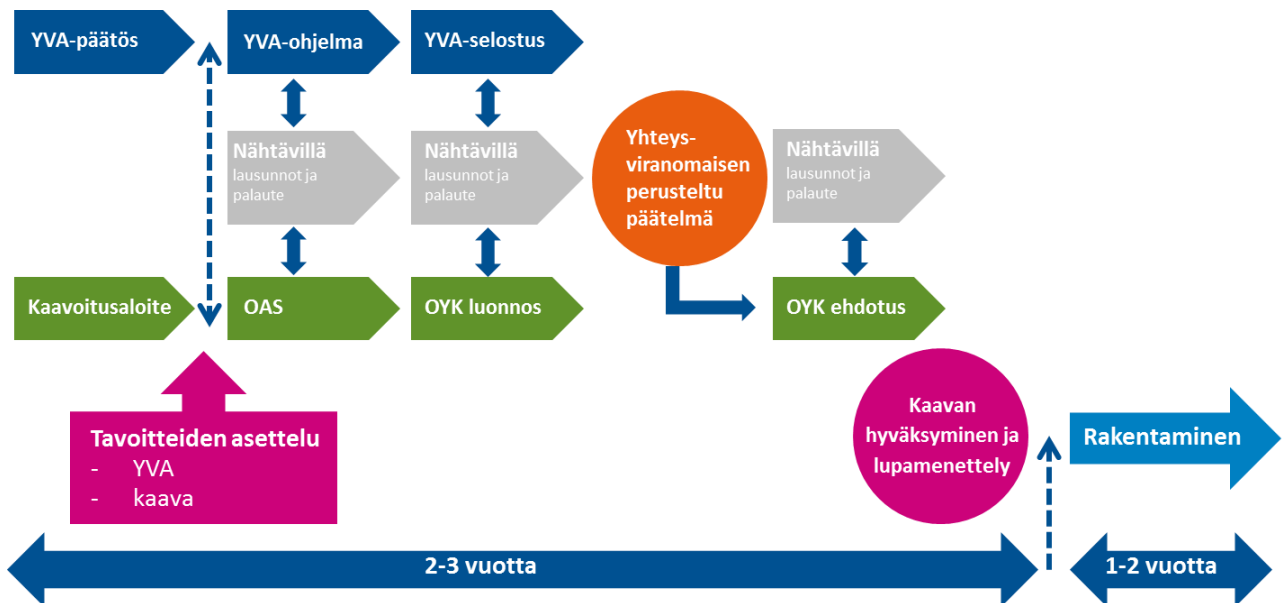 YVA-päätös
YVA-ohjelma
YVA-selostus
Nähtävillä
lausunnot ja
palaute
Nähtävillä
lausunnot ja
palaute
Yhteys-
viranomaisen
perusteltu
päätelmä
Nähtävillä
lausunnot ja
palaute
Kaavoitusaloite
OAS
OYK luonnos
OYK ehdotus
Tavoitteiden asettelu
- YVA
- kaava
Kaavan
hyväksyminen ja
lupamenettely
Rakentaminen
2-3 vuotta
1-2 vuotta